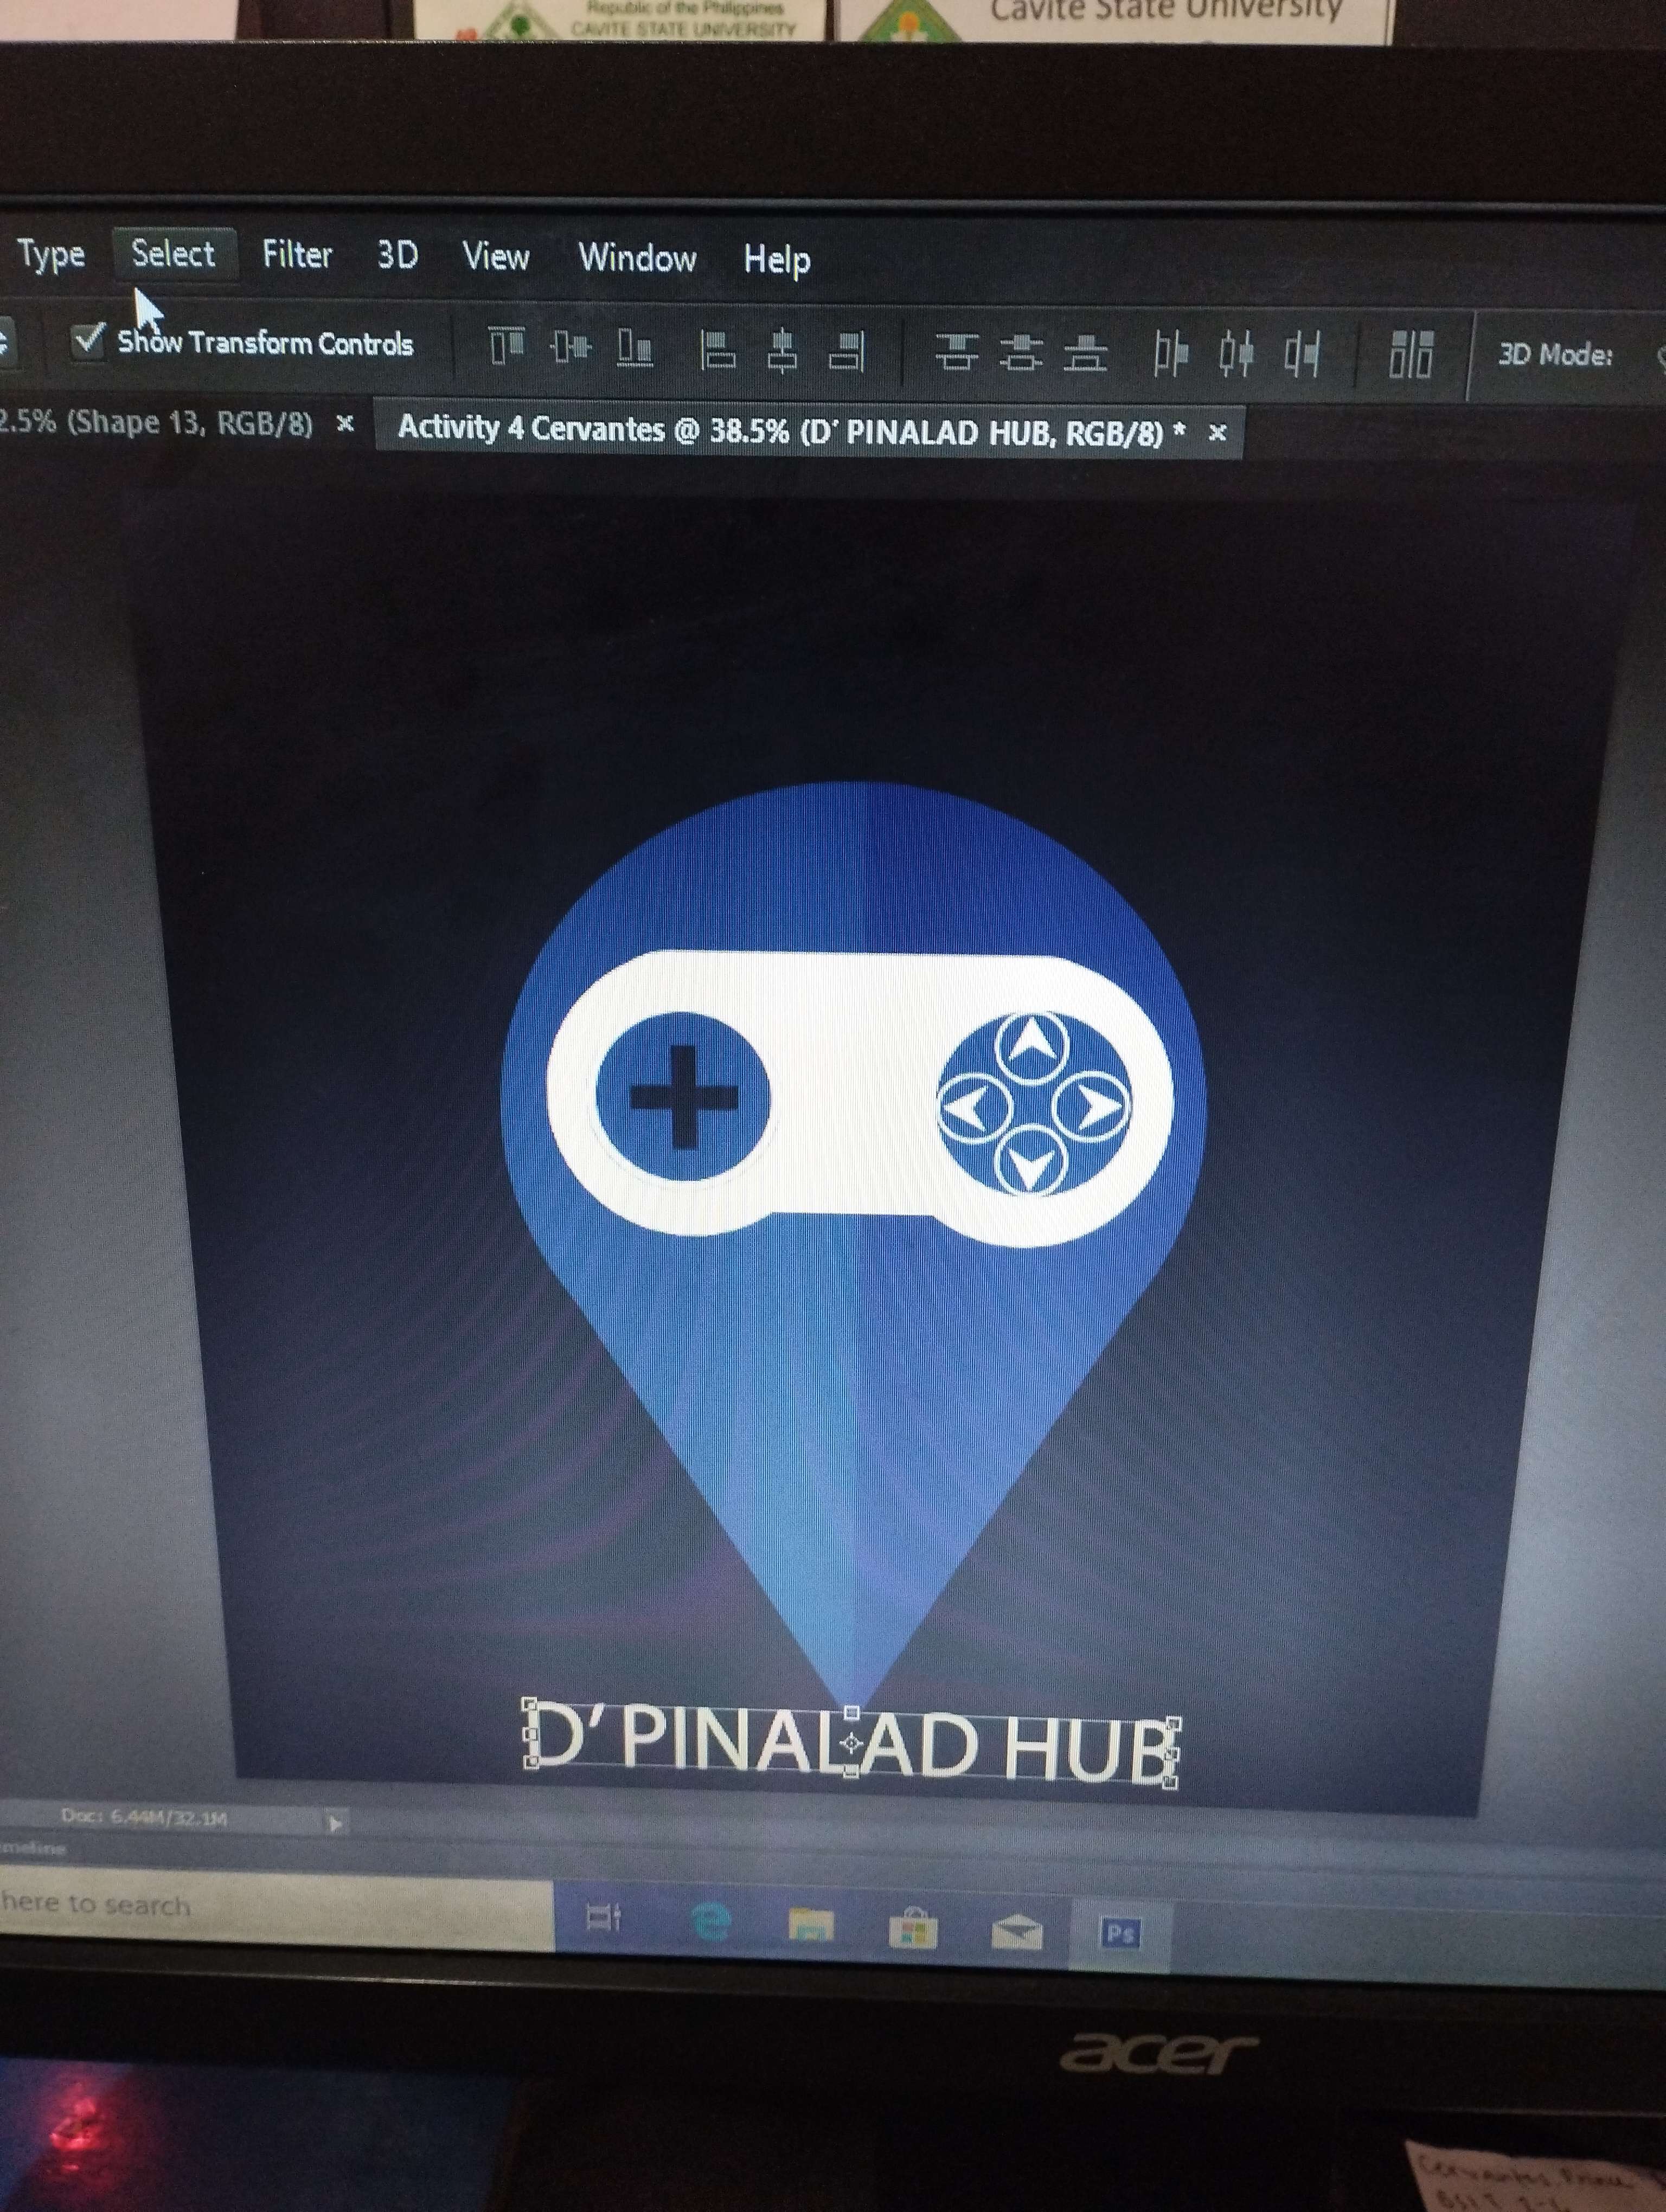 Republic of the Philippines
CAVITE STATE UNIVERSITY
Cavite State University
Type Select Filter 3D View Window Help
Show Transform Controls 3D Mode:
2.5% (Shape 13, RGB/8) × Activity 4 Cervantes @ 38.5% (D' PINALAD HUB, RGB/8) * ×
D' PINALAD HUB
Doc: 6.44M/32.1M
meline
here to search
Ps
acer
Cervantes,